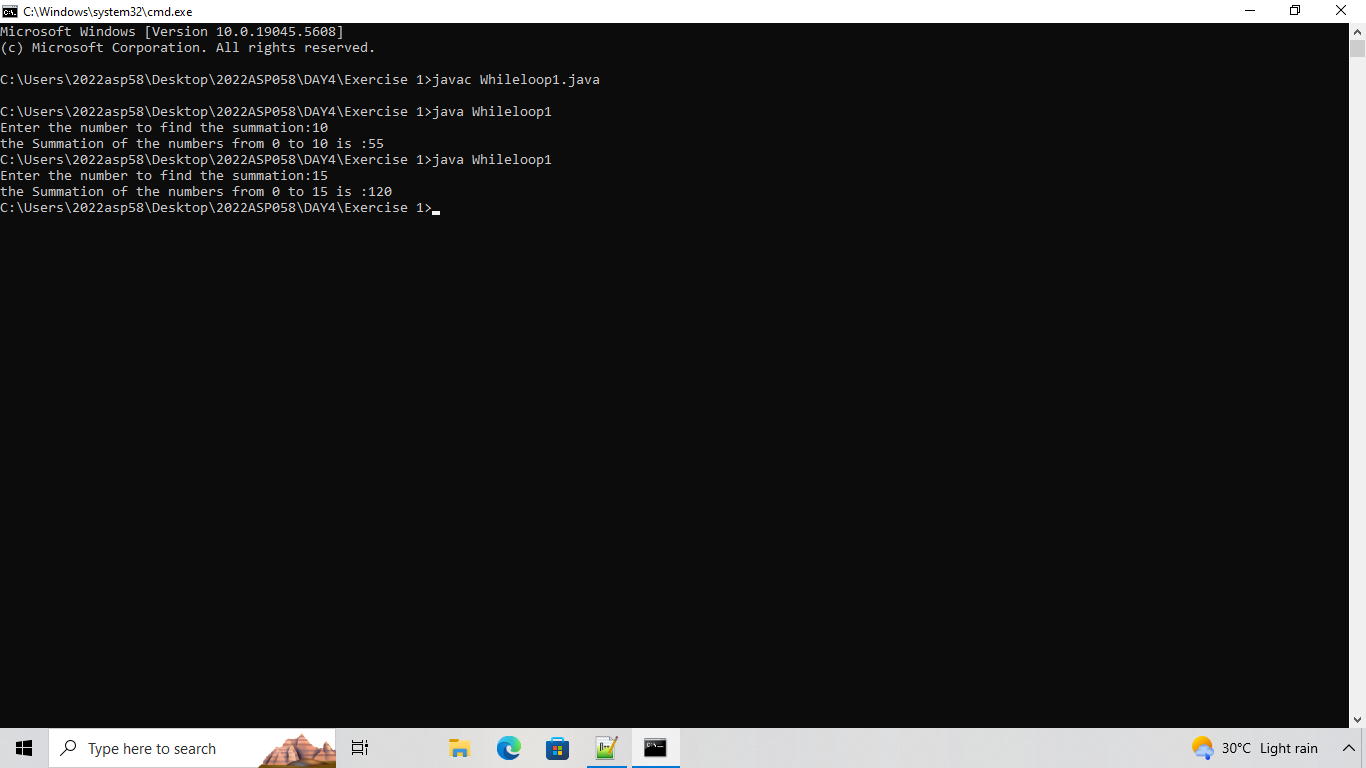 C:\Windows\system32\cmd.exe
Microsoft Windows [Version 10.0.19045.5608]
(c) Microsoft Corporation. All rights reserved.
C:\Users\2022asp58\Desktop\2022ASP058\DAY4\Exercise 1>javac Whileloop1.java
C:\Users\2022asp58\Desktop\2022ASP058\DAY4\Exercise 1>java Whileloop1
Enter the number to find the summation:10
the Summation of the numbers from 0 to 10 is :55
C:\Users\2022asp58\Desktop\2022ASP058\DAY4\Exercise 1>java Whileloop1
Enter the number to find the summation:15
the Summation of the numbers from 0 to 15 is :120
C:\Users\2022asp58\Desktop\2022ASP058\DAY4\Exercise 1>
Type here to search
30°C Light rain